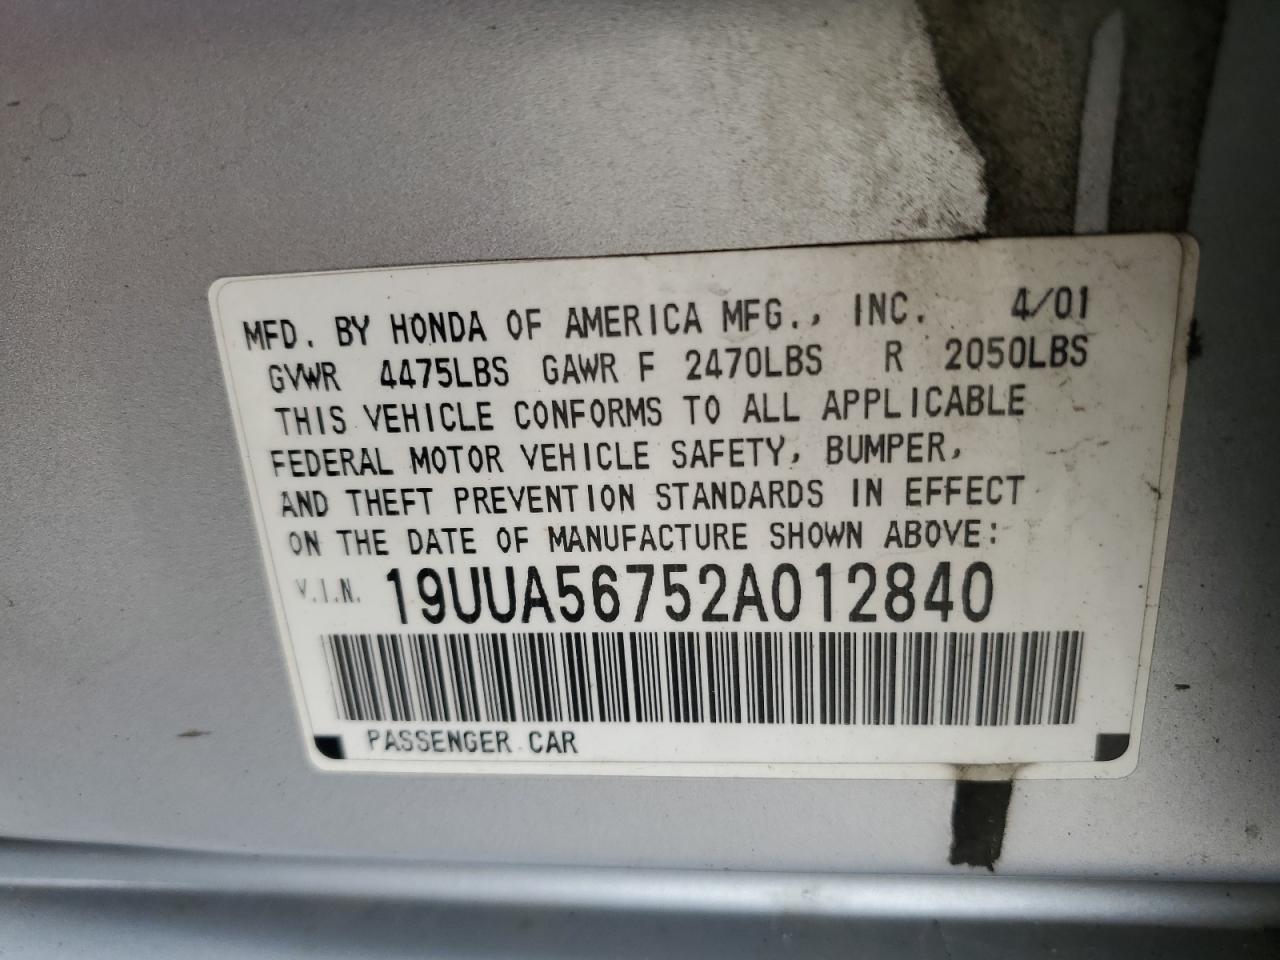 MFD. BY HONDA OF AMERICA MFG., INC. 4/01
GVWR 4475LBS GAWR F 2470LBS R 2050LBS
THIS VEHICLE CONFORMS TO ALL APPLICABLE
FEDERAL MOTOR VEHICLE SAFETY, BUMPER,
AND THEFT PREVENTION STANDARDS IN EFFECT
ON THE DATE OF MANUFACTURE SHOWN ABOVE:
V.I.N. 19UUA56752A012840
PASSENGER CAR